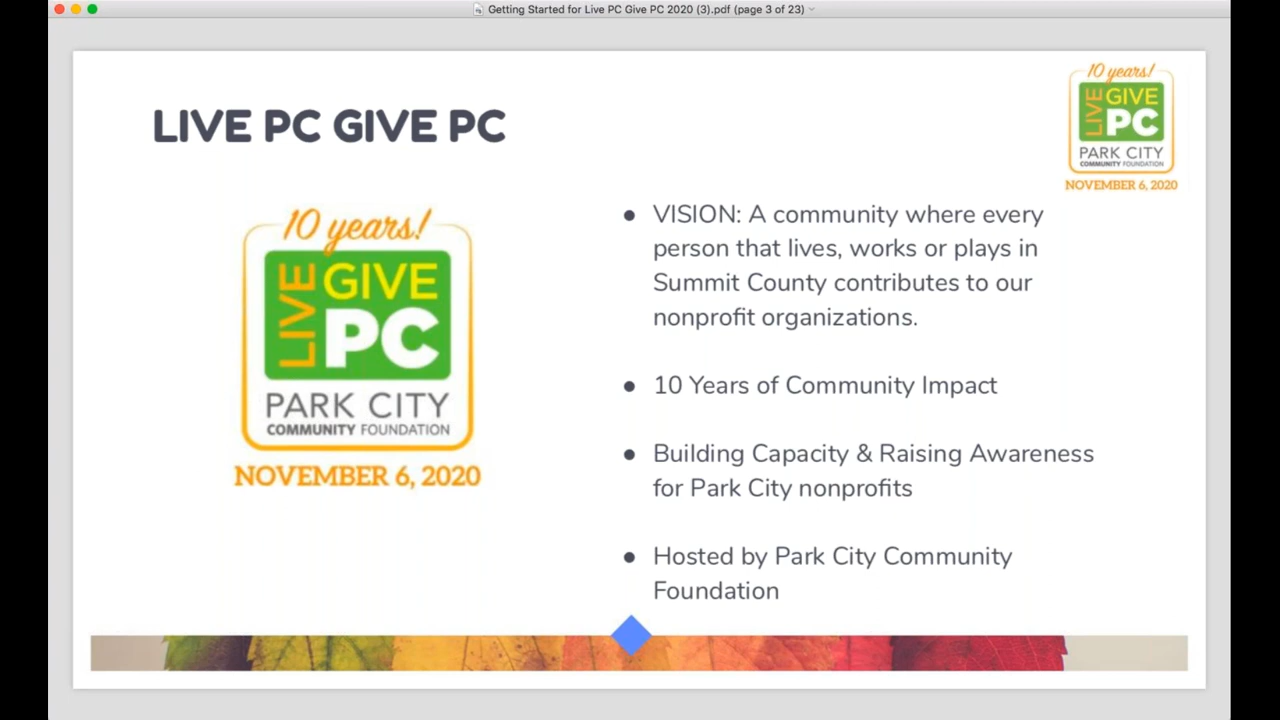 Getting Started for Live PC Give PC 2020 (3).pdf (page 3 of 23)
10 years!
LIVE GIVE
PC
PARK CITY
COMMUNITY FOUNDATION
NOVEMBER 6, 2020
LIVE PC GIVE PC
10 years!
LIVE GIVE
PC
PARK CITY
COMMUNITY FOUNDATION
NOVEMBER 6, 2020
● VISION: A community where every
person that lives, works or plays in
Summit County contributes to our
nonprofit organizations.
● 10 Years of Community Impact
● Building Capacity & Raising Awareness
for Park City nonprofits
● Hosted by Park City Community
Foundation